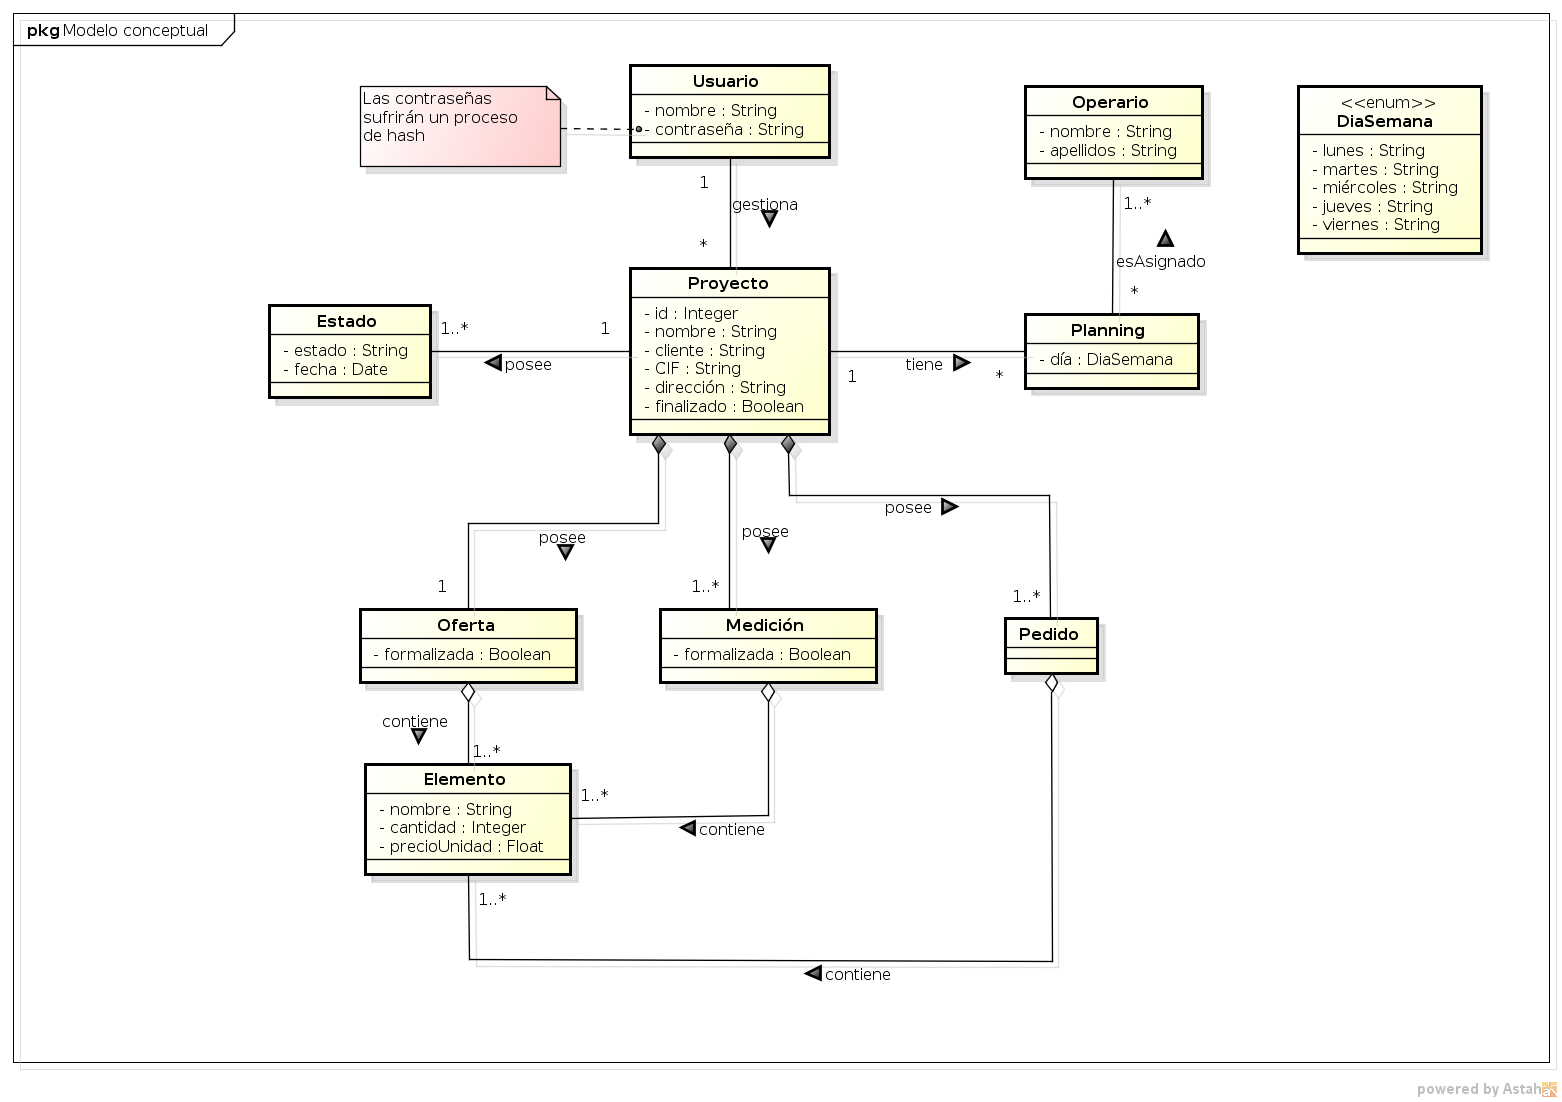 pkg Modelo conceptual
Las contraseñas
sufrirán un proceso
de hash
Usuario
- nombre : String
- contraseña : String
Operario
- nombre : String
- apellidos : String
<<enum>>
DiaSemana
- lunes : String
- martes : String
- miércoles : String
- jueves : String
- viernes : String
1
gestiona
*
1..*
esAsignado
*
Proyecto
- id : Integer
- nombre : String
- cliente : String
- CIF : String
- dirección : String
- finalizado : Boolean
Estado
- estado : String
- fecha : Date
1..*
1
posee
Planning
- día : DiaSemana
1
tiene
*
posee
1
posee
1..*
posee
1..*
Oferta
- formalizada : Boolean
Medición
- formalizada : Boolean
Pedido
contiene
1..*
Elemento
- nombre : String
- cantidad : Integer
- precioUnidad : Float
1..*
contiene
1..*
contiene
powered by Astah